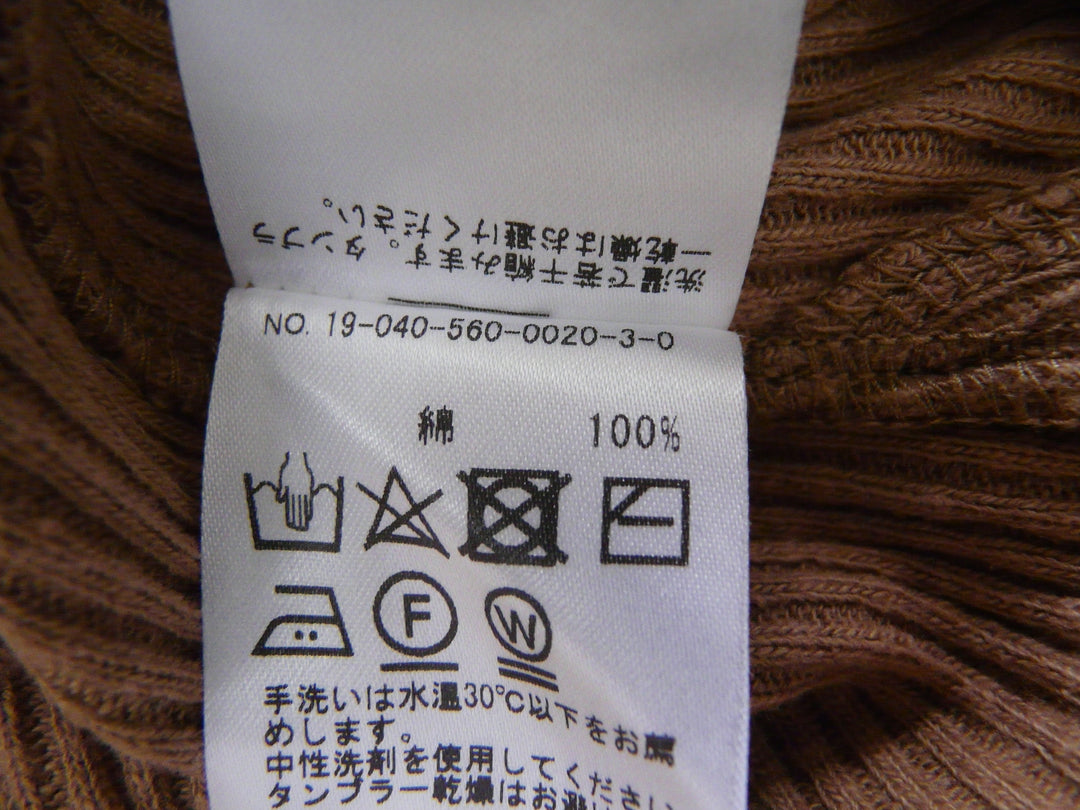 洗濯で若干縮みます。タンブラ
ー乾燥はお避けください。
NO. 19-040-560-0020-3-0
綿 100%
F W
手洗いは水温30℃以下をお薦
めします。
中性洗剤を使用してください
タンブラー乾燥はお避